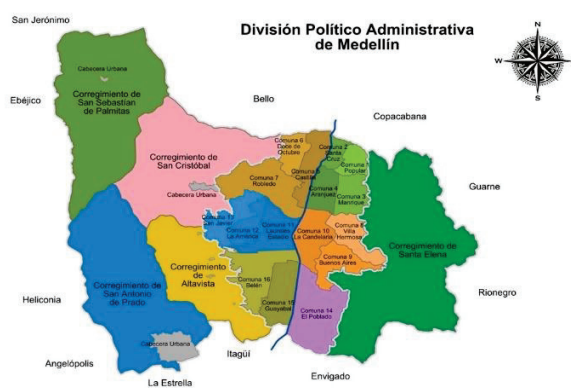 División Político Administrativa
de Medellín
N
W
E
S
San Jerónimo
Cabecera Urbana
Corregimiento de
San Sebastian
de Palmitas
Ebéjico
Bello
Copacabana
Guarne
Corregimiento de
San Cristóbal
Cabecera Urbana
Comuna 6
Doce de
Octubre
Comuna 5
Castilla
Comuna 2
Santa
Cruz
Comuna 1
Popular
Comuna 7
Robledo
Comuna 4
Aranjuez
Comuna 3
Manrique
Comuna 13
San Javier
Comuna 12
La América
Comuna 11
Laureles
Estadio
Comuna 10
La Candelaria
Comuna 8
Villa
Hermosa
Comuna 9
Buenos Aires
Corregimiento de
Santa Elena
Corregimiento
de
Altavista
Comuna 16
Belén
Comuna 15
Guayabal
Comuna 14
El Poblado
Corregimiento de
San Antonio
de Prado
Cabecera Urbana
Heliconia
Rionegro
Angelópolis
Itagüí
La Estrella
Envigado